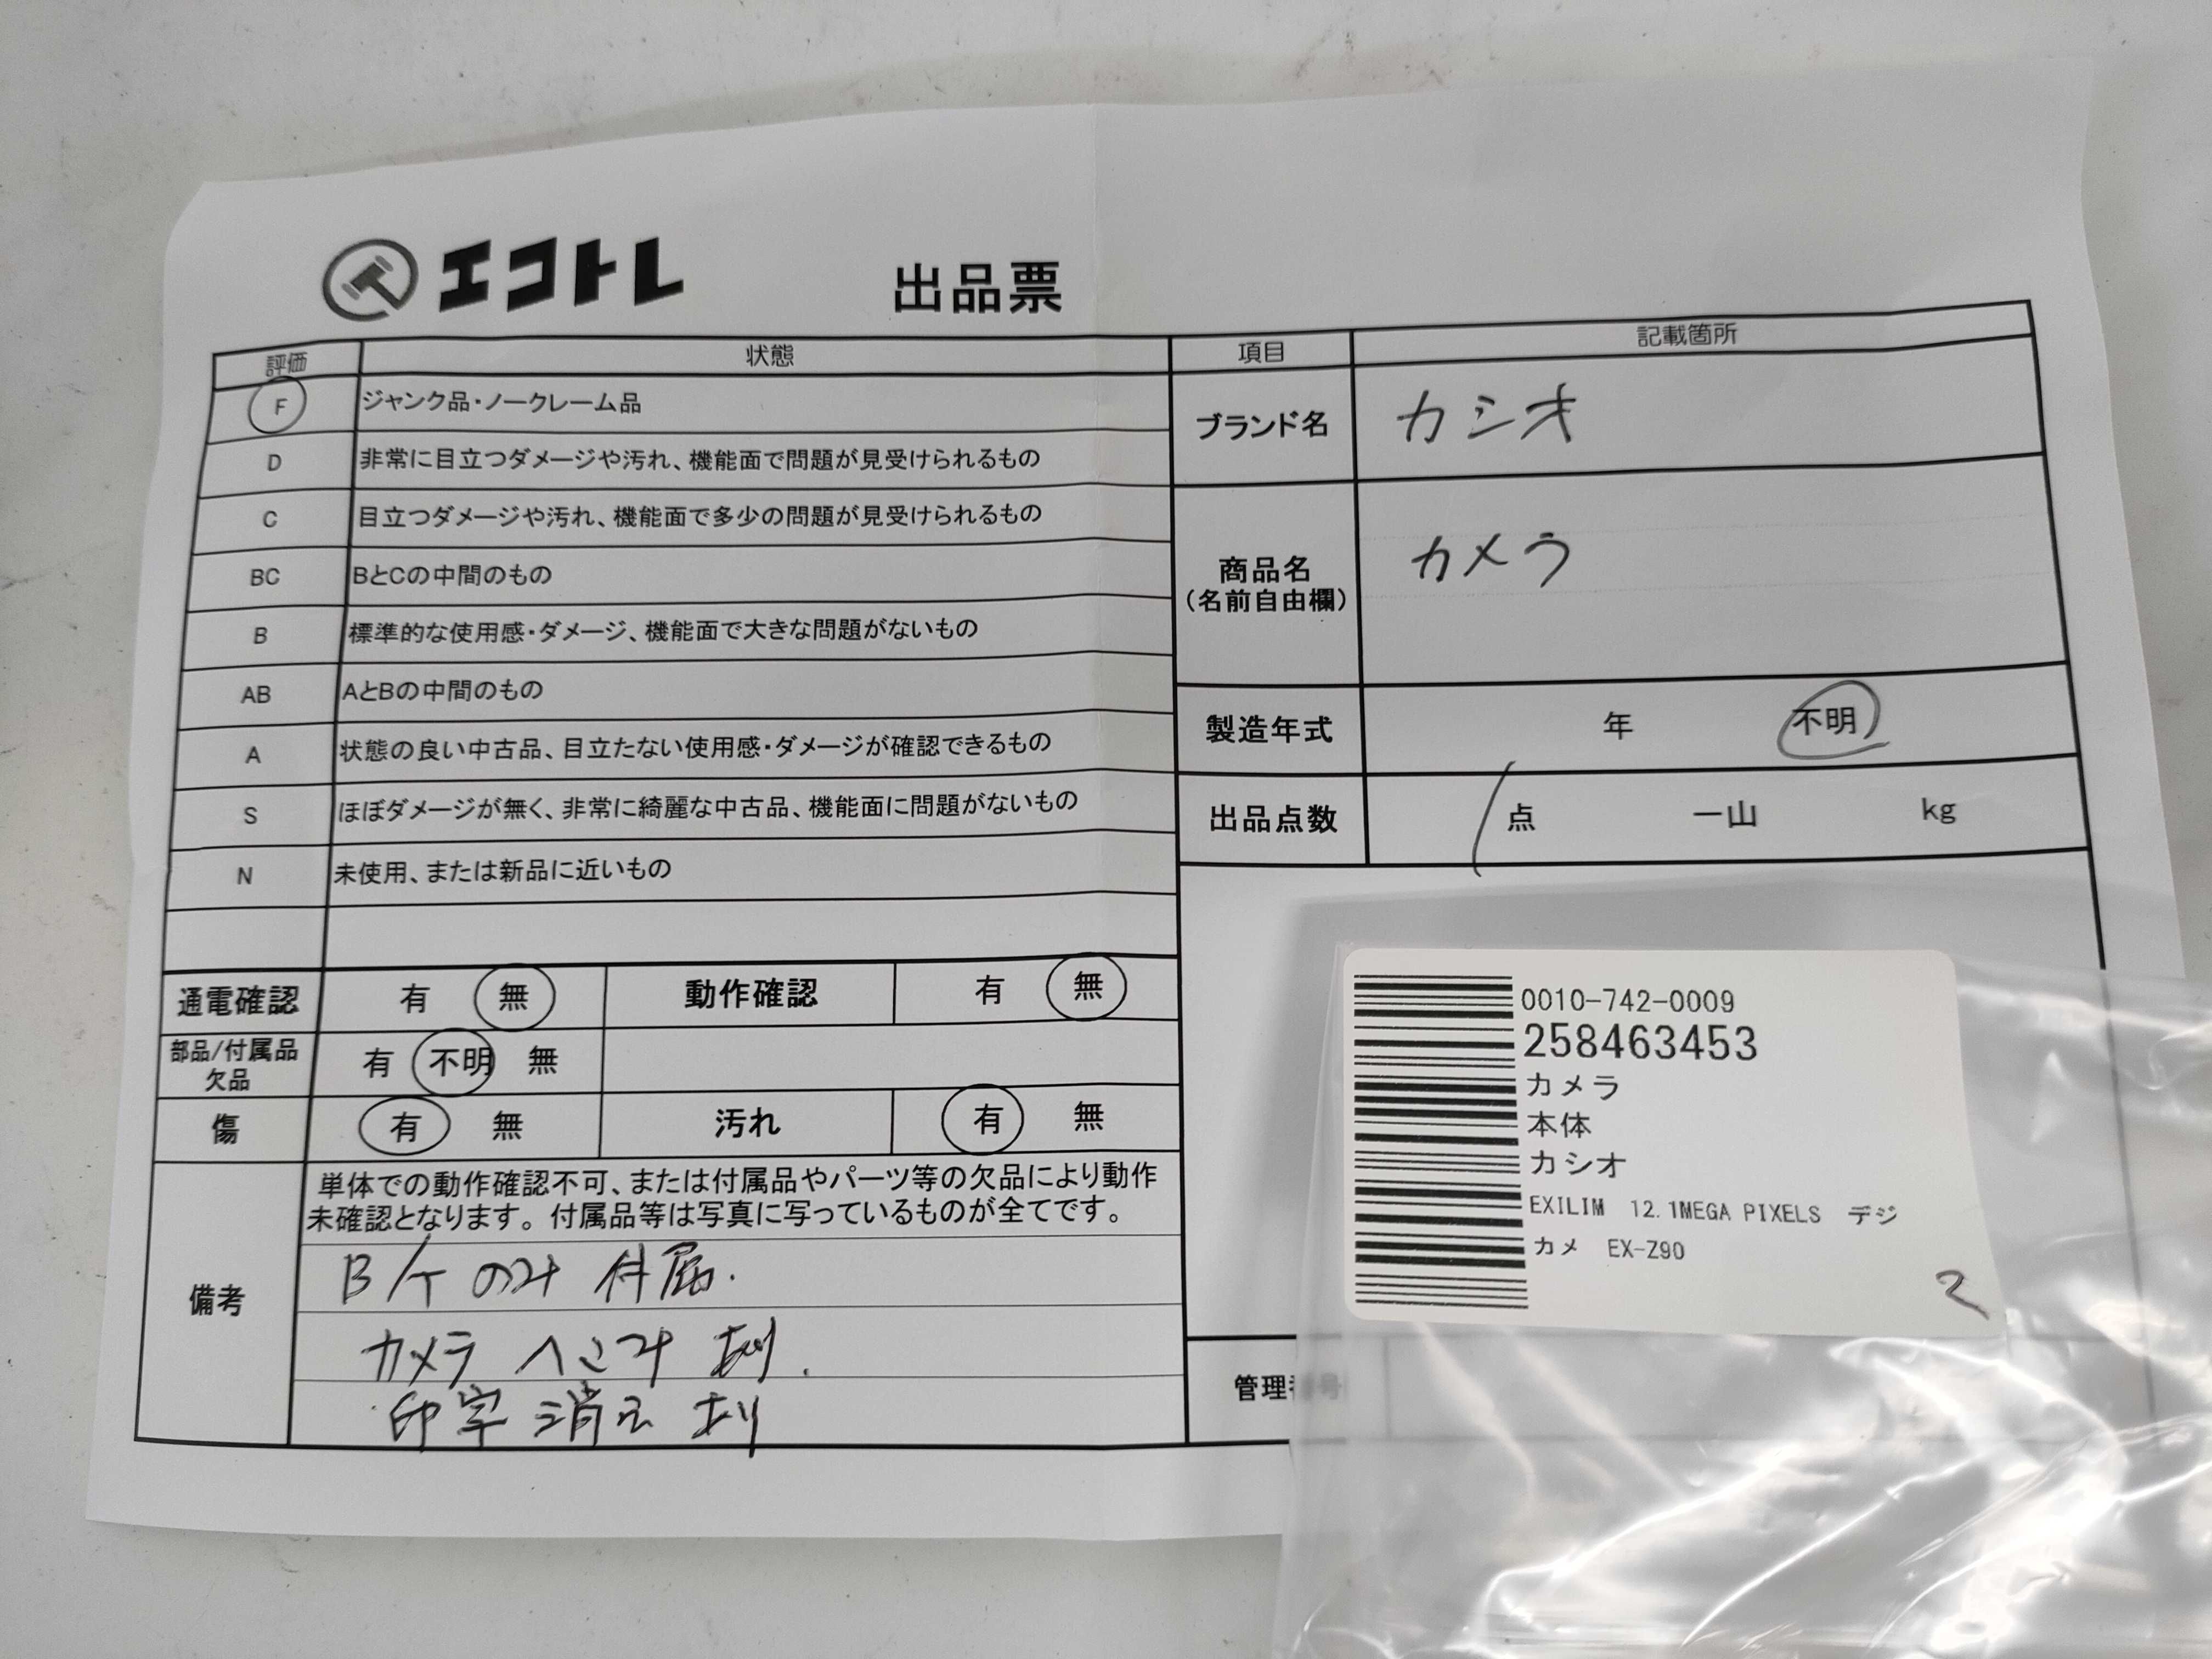 エコトレ
出品票
評価 状態
F ジャンク品・ノークレーム品
D 非常に目立つダメージや汚れ、機能面で問題が見受けられるもの
C 目立つダメージや汚れ、機能面で多少の問題が見受けられるもの
BC BとCの中間のもの
B 標準的な使用感・ダメージ、機能面で大きな問題がないもの
AB AとBの中間のもの
A 状態の良い中古品、目立たない使用感・ダメージが確認できるもの
S ほぼダメージが無く、非常に綺麗な中古品、機能面に問題がないもの
N 未使用、または新品に近いもの
通電確認 有 無 動作確認 有 無
部品/付属品 有 不明 無
欠品
傷 有 無 汚れ 有 無
備考
単体での動作確認不可、または付属品やパーツ等の欠品により動作
未確認となります。付属品等は写真に写っているものが全てです。
B/Tのみ 付属.
カメラ へこみ あり.
印字 消え あり
項目 記載箇所
ブランド名 カシオ
商品名 カメラ
(名前自由欄)
製造年式 年 不明
出品点数 1 点 一山 kg
管理番号
0010-742-0009
258463453
カメラ
本体
カシオ
EXILIM 12.1MEGA PIXELS デジ
カメ EX-Z90
2